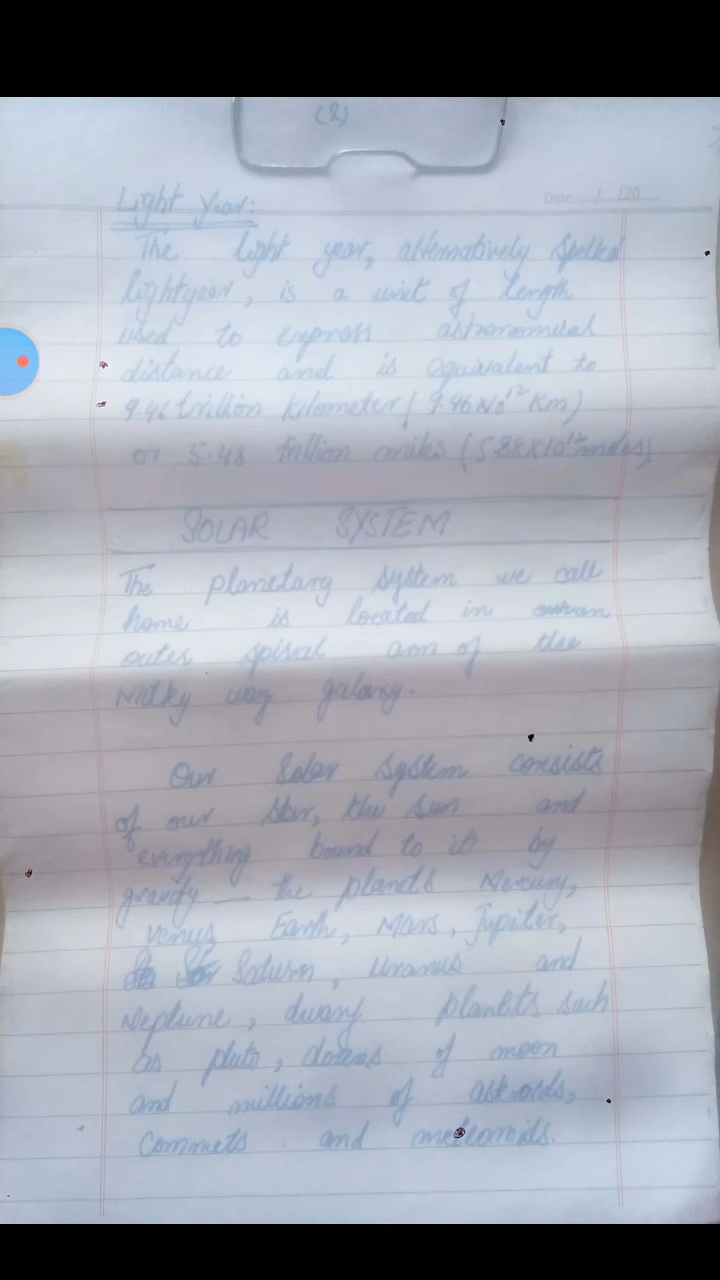 (2)
Date / /20
Light Year:
The light year, alternatively spelled
lightyear, is a unit of length
used to express astronomical
distance and is equivalent to
9.46 trillion kilometer (9.46x10¹² Km)
or 5.48 trillion miles (5.88x10¹² miles)
SOLAR SYSTEM
The planetary system we call
home is located in an
outer spiral arm of the
Milky way galaxy.
Our Solar system consists
of our star, the sun and
everything bound to it by
gravity — the planets Mercury,
Venus, Earth, Mars, Jupiter,
Saturn, Uranus and
Neptune, dwarf planets such
as pluto, dozens of moon
and millions of asteroids,
commets and meteoroids.